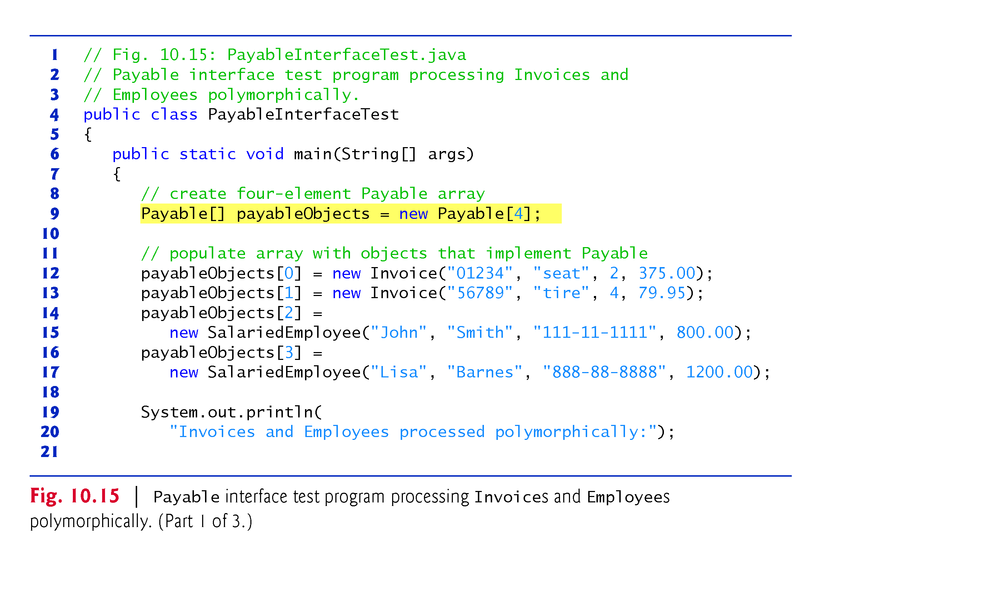 1 // Fig. 10.15: PayableInterfaceTest.java
2 // Payable interface test program processing Invoices and
3 // Employees polymorphically.
4 public class PayableInterfaceTest
5 {
6 public static void main(String[] args)
7 {
8 // create four-element Payable array
9 Payable[] payableObjects = new Payable[4];
10
11 // populate array with objects that implement Payable
12 payableObjects[0] = new Invoice("01234", "seat", 2, 375.00);
13 payableObjects[1] = new Invoice("56789", "tire", 4, 79.95);
14 payableObjects[2] =
15 new SalariedEmployee("John", "Smith", "111-11-1111", 800.00);
16 payableObjects[3] =
17 new SalariedEmployee("Lisa", "Barnes", "888-88-8888", 1200.00);
18
19 System.out.println(
20 "Invoices and Employees processed polymorphically:");
21
Fig. 10.15 | Payable interface test program processing Invoices and Employees
polymorphically. (Part 1 of 3.)